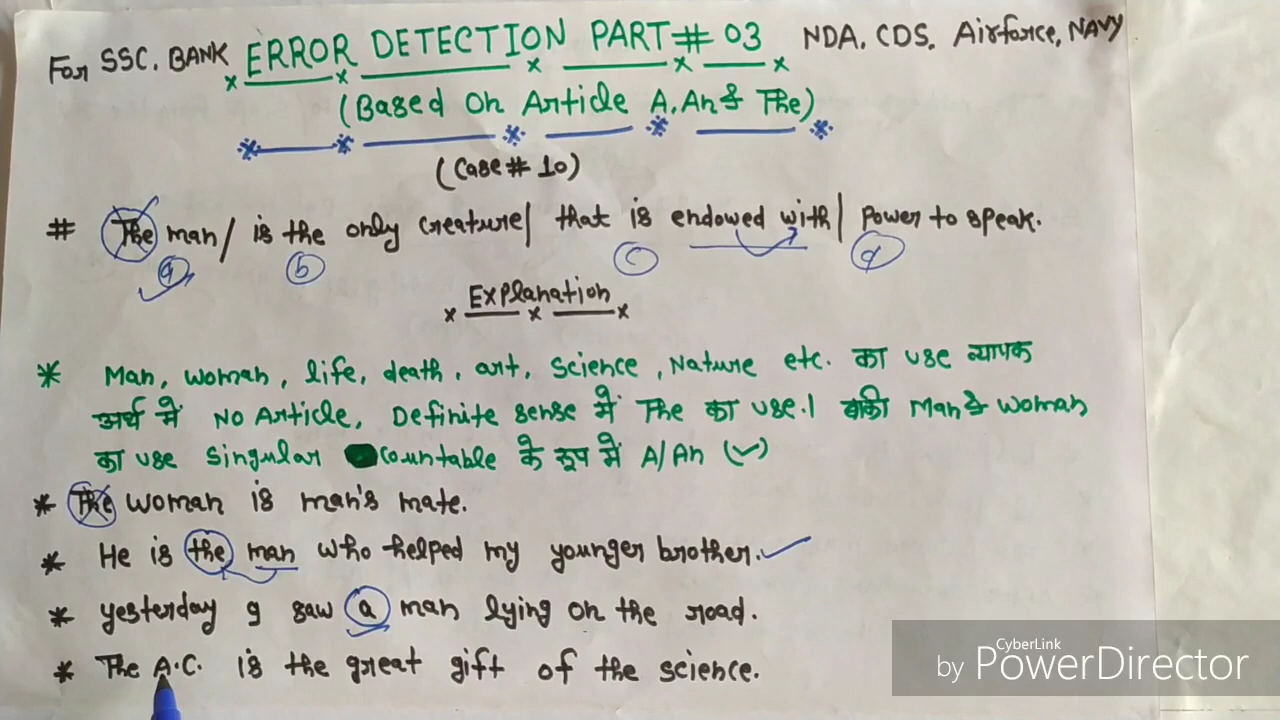 For SSC. BANK ERROR DETECTION PART # 03 NDA. CDS. Airforce, NAVY
(Based on Article A. An & The)
(Case # 10)
# The man / is the only creature / that is endowed with / power to speak.
a b c d
Explanation
* Man, woman, life, death, art, science, Nature etc. का use व्यापक
अर्थ में No Article, Definite sense में The का use। बाकी Man & woman
का use singular countable के रूप में A/An (✓)
* The woman is man's mate.
* He is the man who helped my younger brother.
* yesterday I saw a man lying on the road.
* The A.C. is the great gift of the science.
CyberLink
by PowerDirector